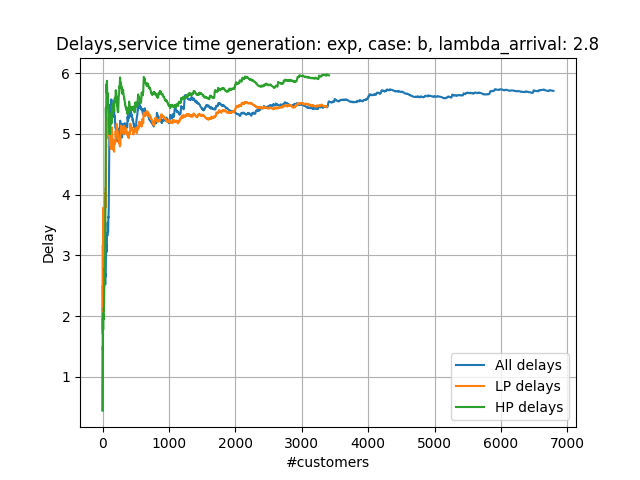 Delays,service time generation: exp, case: b, lambda_arrival: 2.8
6
5
4
3
2
1
Delay
All delays
LP delays
HP delays
0 1000 2000 3000 4000 5000 6000 7000
#customers